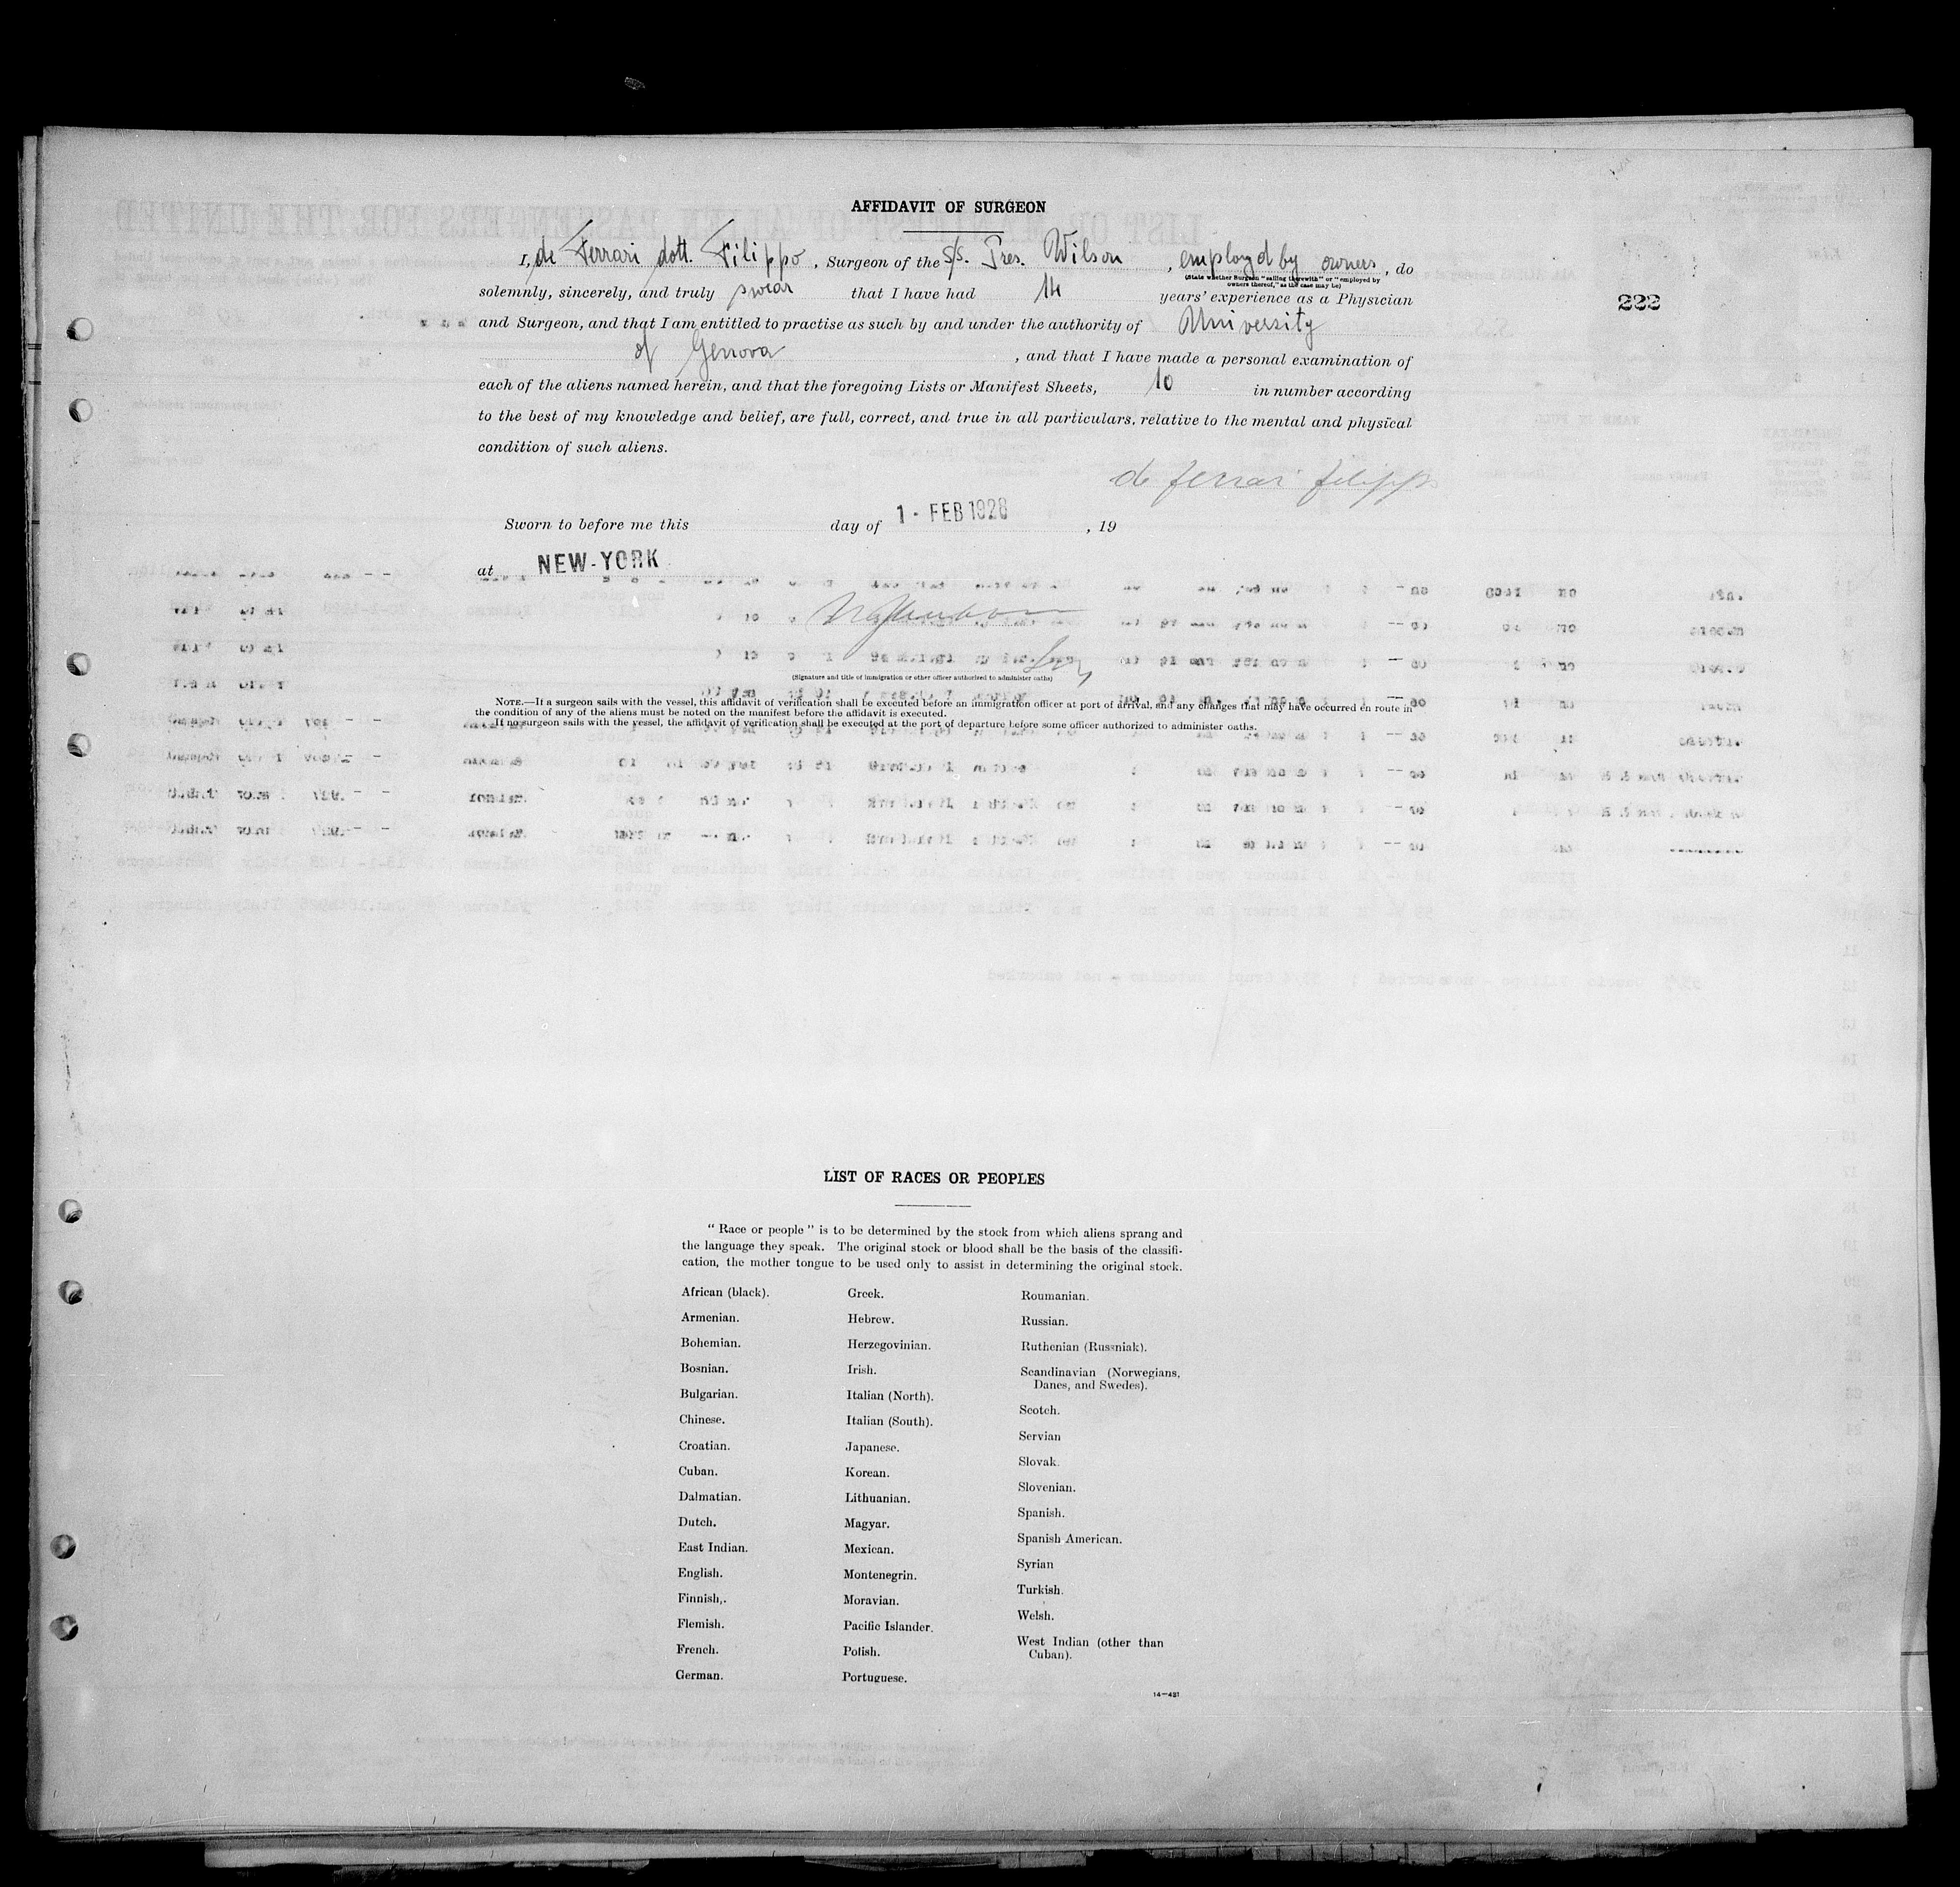 AFFIDAVIT OF SURGEON
I, de Ferrari dott. Filippo, Surgeon of the S/S. Pres. Wilson, employd by owners, do
(State whether Surgeon "sailing therewith" or "employed by
owners thereof," as the case may be)
solemnly, sincerely, and truly swear that I have had 14 years' experience as a Physician
222
and Surgeon, and that I am entitled to practise as such by and under the authority of University
of Genova, and that I have made a personal examination of
each of the aliens named herein, and that the foregoing Lists or Manifest Sheets, 10 in number according
to the best of my knowledge and belief, are full, correct, and true in all particulars, relative to the mental and physical
condition of such aliens.
de Ferrari Filippo
Sworn to before me this day of 1 - FEB 1928, 19
at NEW-YORK
(Signature and title of immigration or other officer authorized to administer oaths)
NOTE.—If a surgeon sails with the vessel, this affidavit of verification shall be executed before an immigration officer at port of arrival, and any changes that may have occurred en route in
the condition of any of the aliens must be noted on the manifest before the affidavit is executed.
If no surgeon sails with the vessel, the affidavit of verification shall be executed at the port of departure before some officer authorized to administer oaths.
LIST OF RACES OR PEOPLES
"Race or people" is to be determined by the stock from which aliens sprang and
the language they speak. The original stock or blood shall be the basis of the classifi-
cation, the mother tongue to be used only to assist in determining the original stock.
African (black).
Armenian.
Bohemian.
Bosnian.
Bulgarian.
Chinese.
Croatian.
Cuban.
Dalmatian.
Dutch.
East Indian.
English.
Finnish,.
Flemish.
French.
German.
Greek.
Hebrew.
Herzegovinian.
Irish.
Italian (North).
Italian (South).
Japanese.
Korean.
Lithuanian.
Magyar.
Mexican.
Montenegrin.
Moravian.
Pacific Islander.
Polish.
Portuguese.
Roumanian.
Russian.
Ruthenian (Russniak).
Scandinavian (Norwegians,
Danes, and Swedes).
Scotch.
Servian
Slovak.
Slovenian.
Spanish.
Spanish American.
Syrian
Turkish.
Welsh.
West Indian (other than
Cuban).
14—421